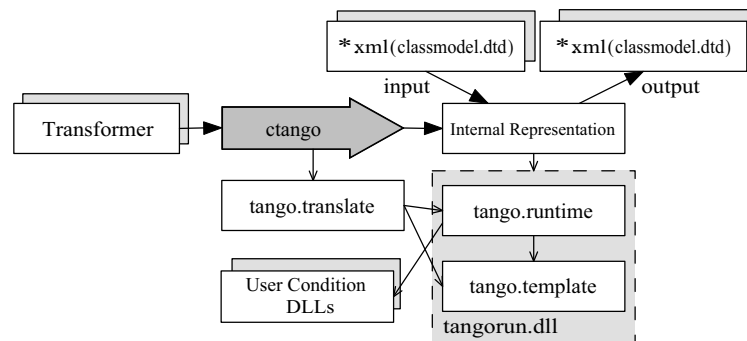 *xml(classmodel.dtd)
*xml(classmodel.dtd)
input
output
Transformer
ctango
Internal Representation
tango.translate
tango.runtime
User Condition
DLLs
tango.template
tangorun.dll